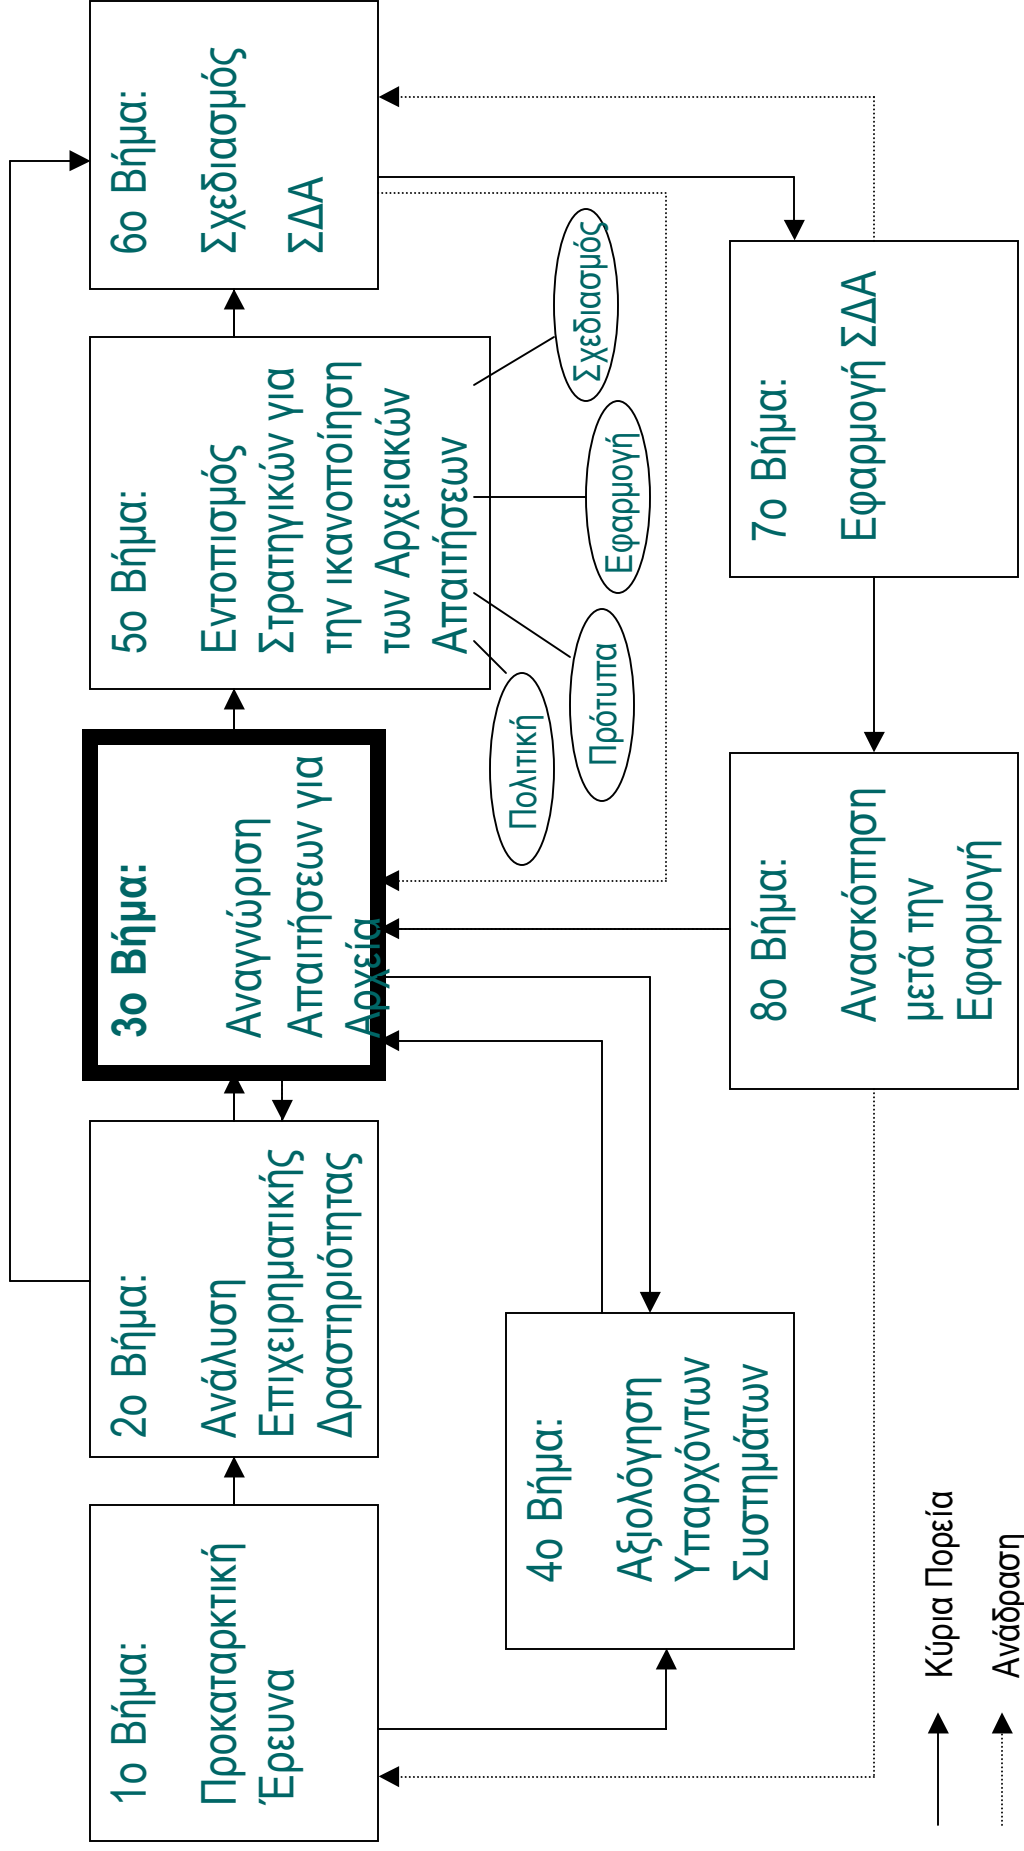 1ο Βήμα:
Προκαταρκτική
Έρευνα
2ο Βήμα:
Ανάλυση
Επιχειρηματικής
Δραστηριότητας
3ο Βήμα:
Αναγνώριση
Απαιτήσεων για
Αρχεία
5ο Βήμα:
Εντοπισμός
Στρατηγικών για
την ικανοποίηση
των Αρχειακών
Απαιτήσεων
6ο Βήμα:
Σχεδιασμός
ΣΔΑ
Πολιτική
Πρότυπα
Εφαρμογή
Σχεδιασμός
4ο Βήμα:
Αξιολόγηση
Υπαρχόντων
Συστημάτων
8ο Βήμα:
Ανασκόπηση
μετά την
Εφαρμογή
7ο Βήμα:
Εφαρμογή ΣΔΑ
Κύρια Πορεία
Ανάδραση